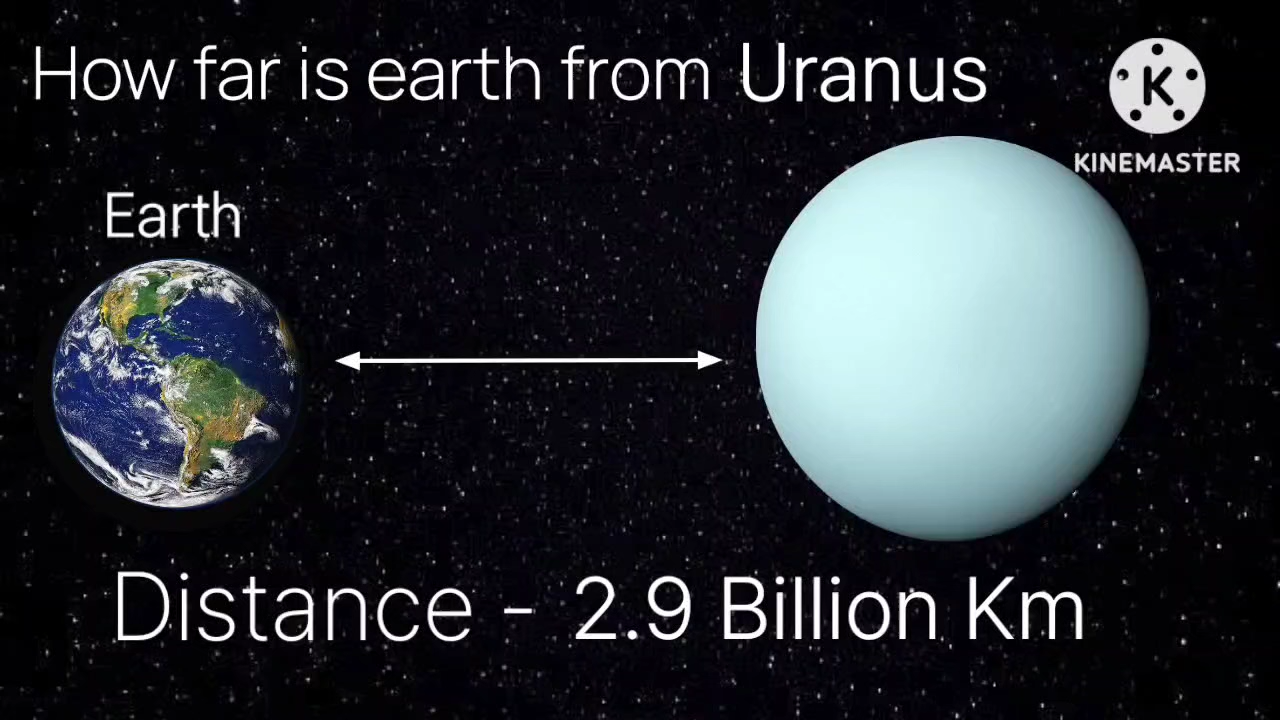 How far is earth from Uranus
K
KINEMASTER
Earth
Distance - 2.9 Billion Km